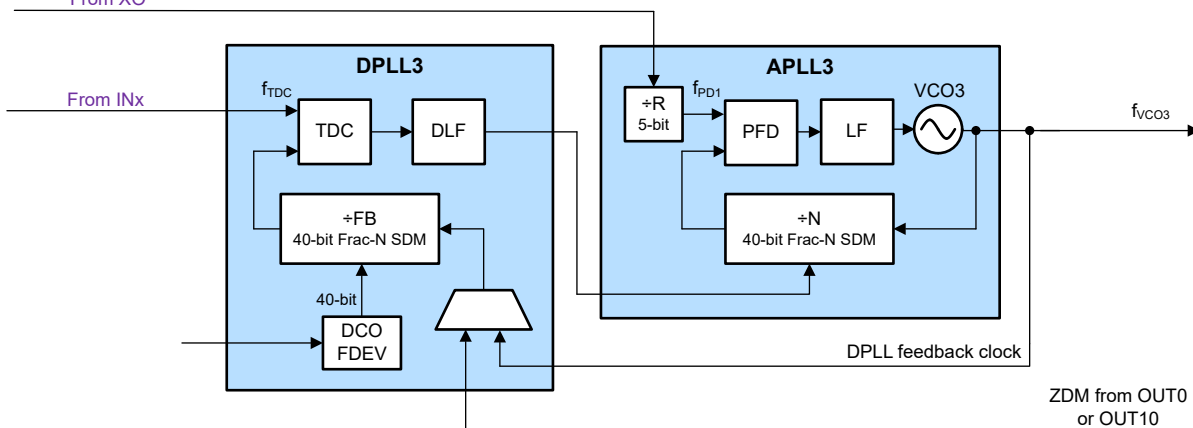 From XO
DPLL3
APLL3
From INx
fTDC
TDC
DLF
÷R
5-bit
fPD1
PFD
LF
VCO3
fVCO3
÷FB
40-bit Frac-N SDM
÷N
40-bit Frac-N SDM
40-bit
DCO
FDEV
DPLL feedback clock
ZDM from OUT0
or OUT10